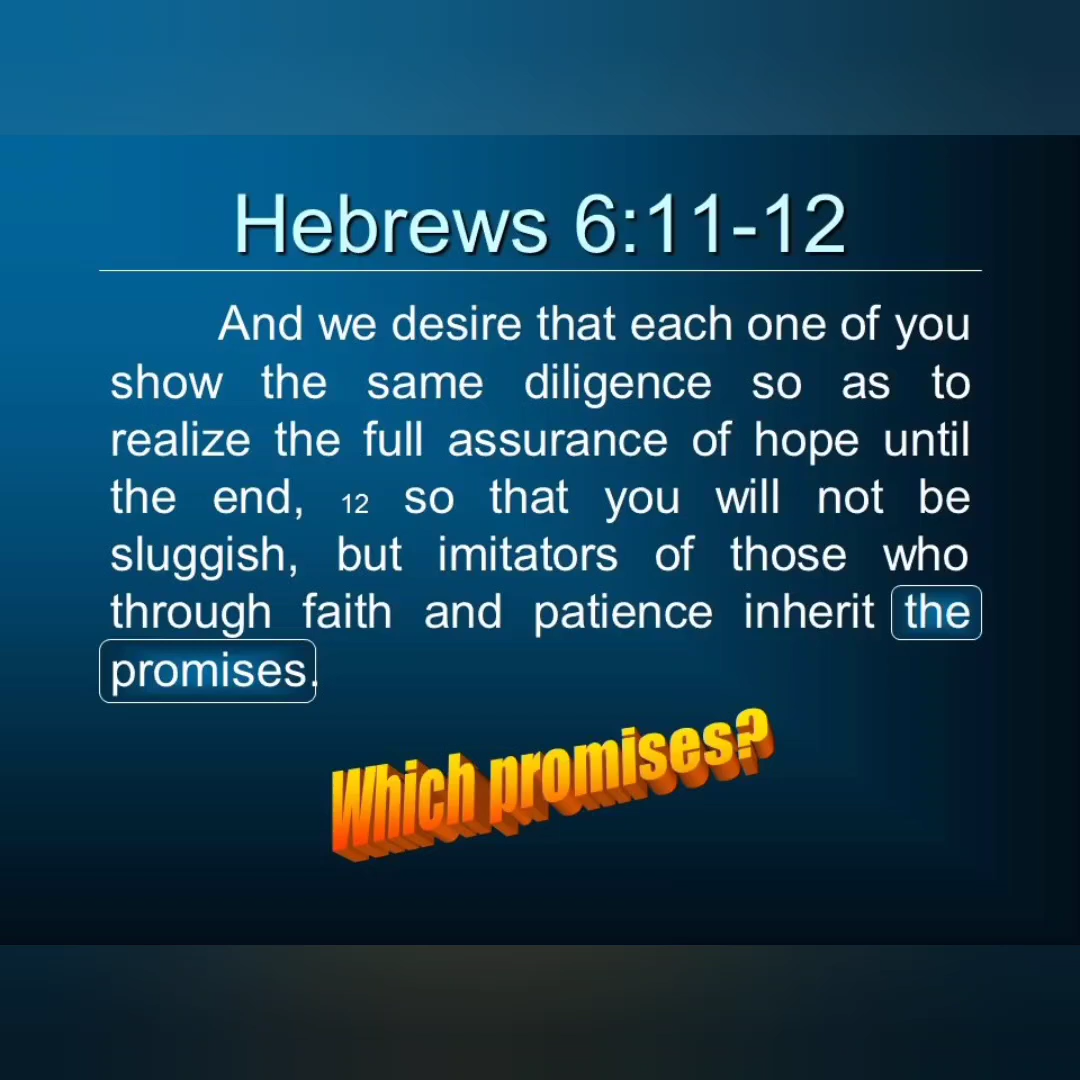 Hebrews 6:11-12
And we desire that each one of you
show the same diligence so as to
realize the full assurance of hope until
the end, 12 so that you will not be
sluggish, but imitators of those who
through faith and patience inherit the
promises.
Which promises?